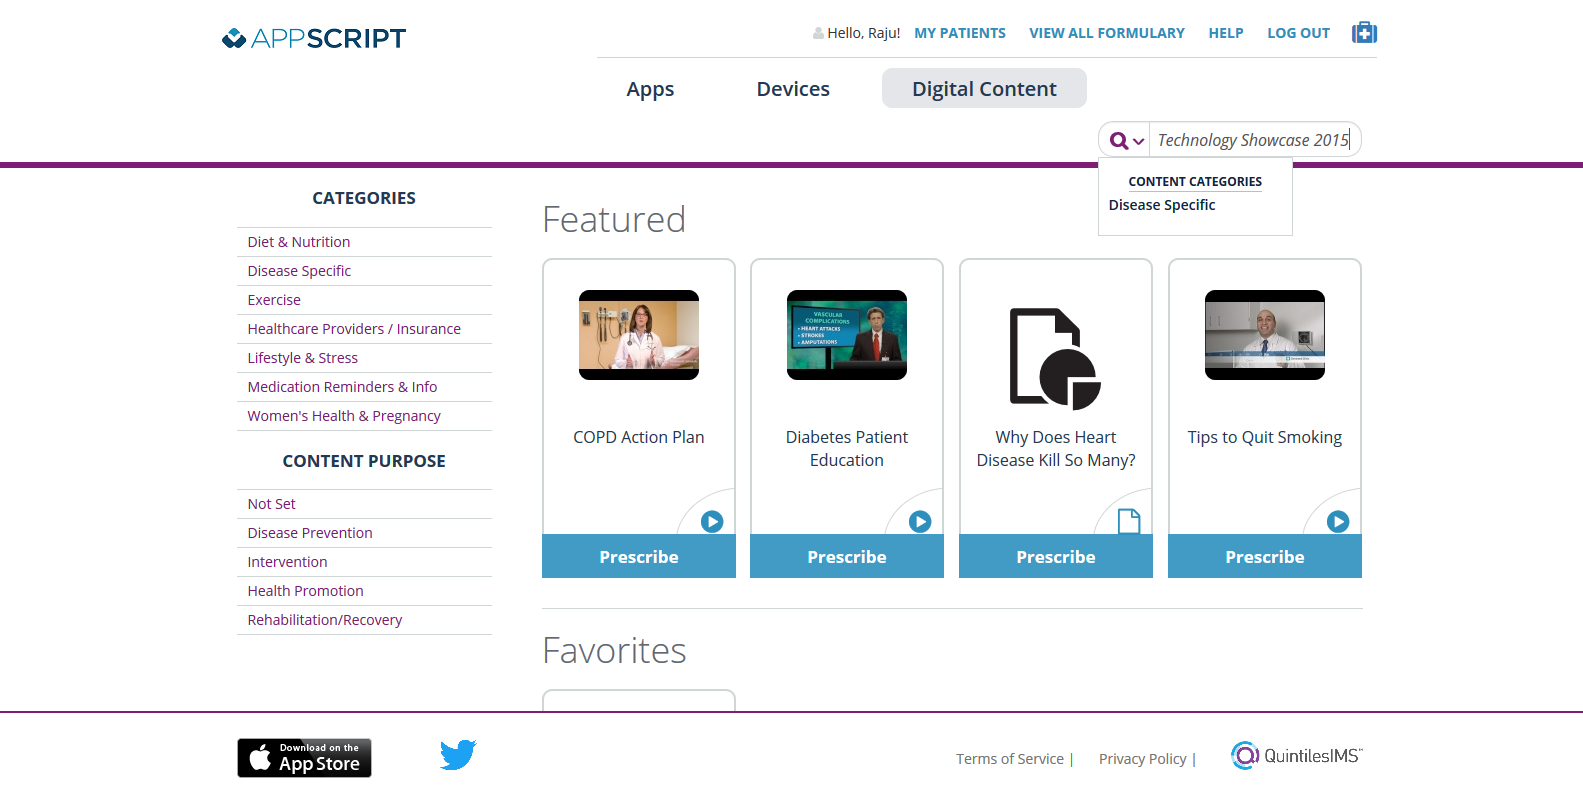 APPSCRIPT
Hello, Raju! MY PATIENTS VIEW ALL FORMULARY HELP LOG OUT
Apps Devices Digital Content
Technology Showcase 2015
CONTENT CATEGORIES
Disease Specific
CATEGORIES
Diet & Nutrition
Disease Specific
Exercise
Healthcare Providers / Insurance
Lifestyle & Stress
Medication Reminders & Info
Women's Health & Pregnancy
CONTENT PURPOSE
Not Set
Disease Prevention
Intervention
Health Promotion
Rehabilitation/Recovery
Featured
COPD Action Plan
Prescribe
VASCULAR
COMPLICATIONS
• HEART ATTACKS
• STROKES
• AMPUTATIONS
Diabetes Patient
Education
Prescribe
Why Does Heart
Disease Kill So Many?
Prescribe
Tips to Quit Smoking
Prescribe
Favorites
Download on the
App Store
Terms of Service |
Privacy Policy |
QuintilesIMS™